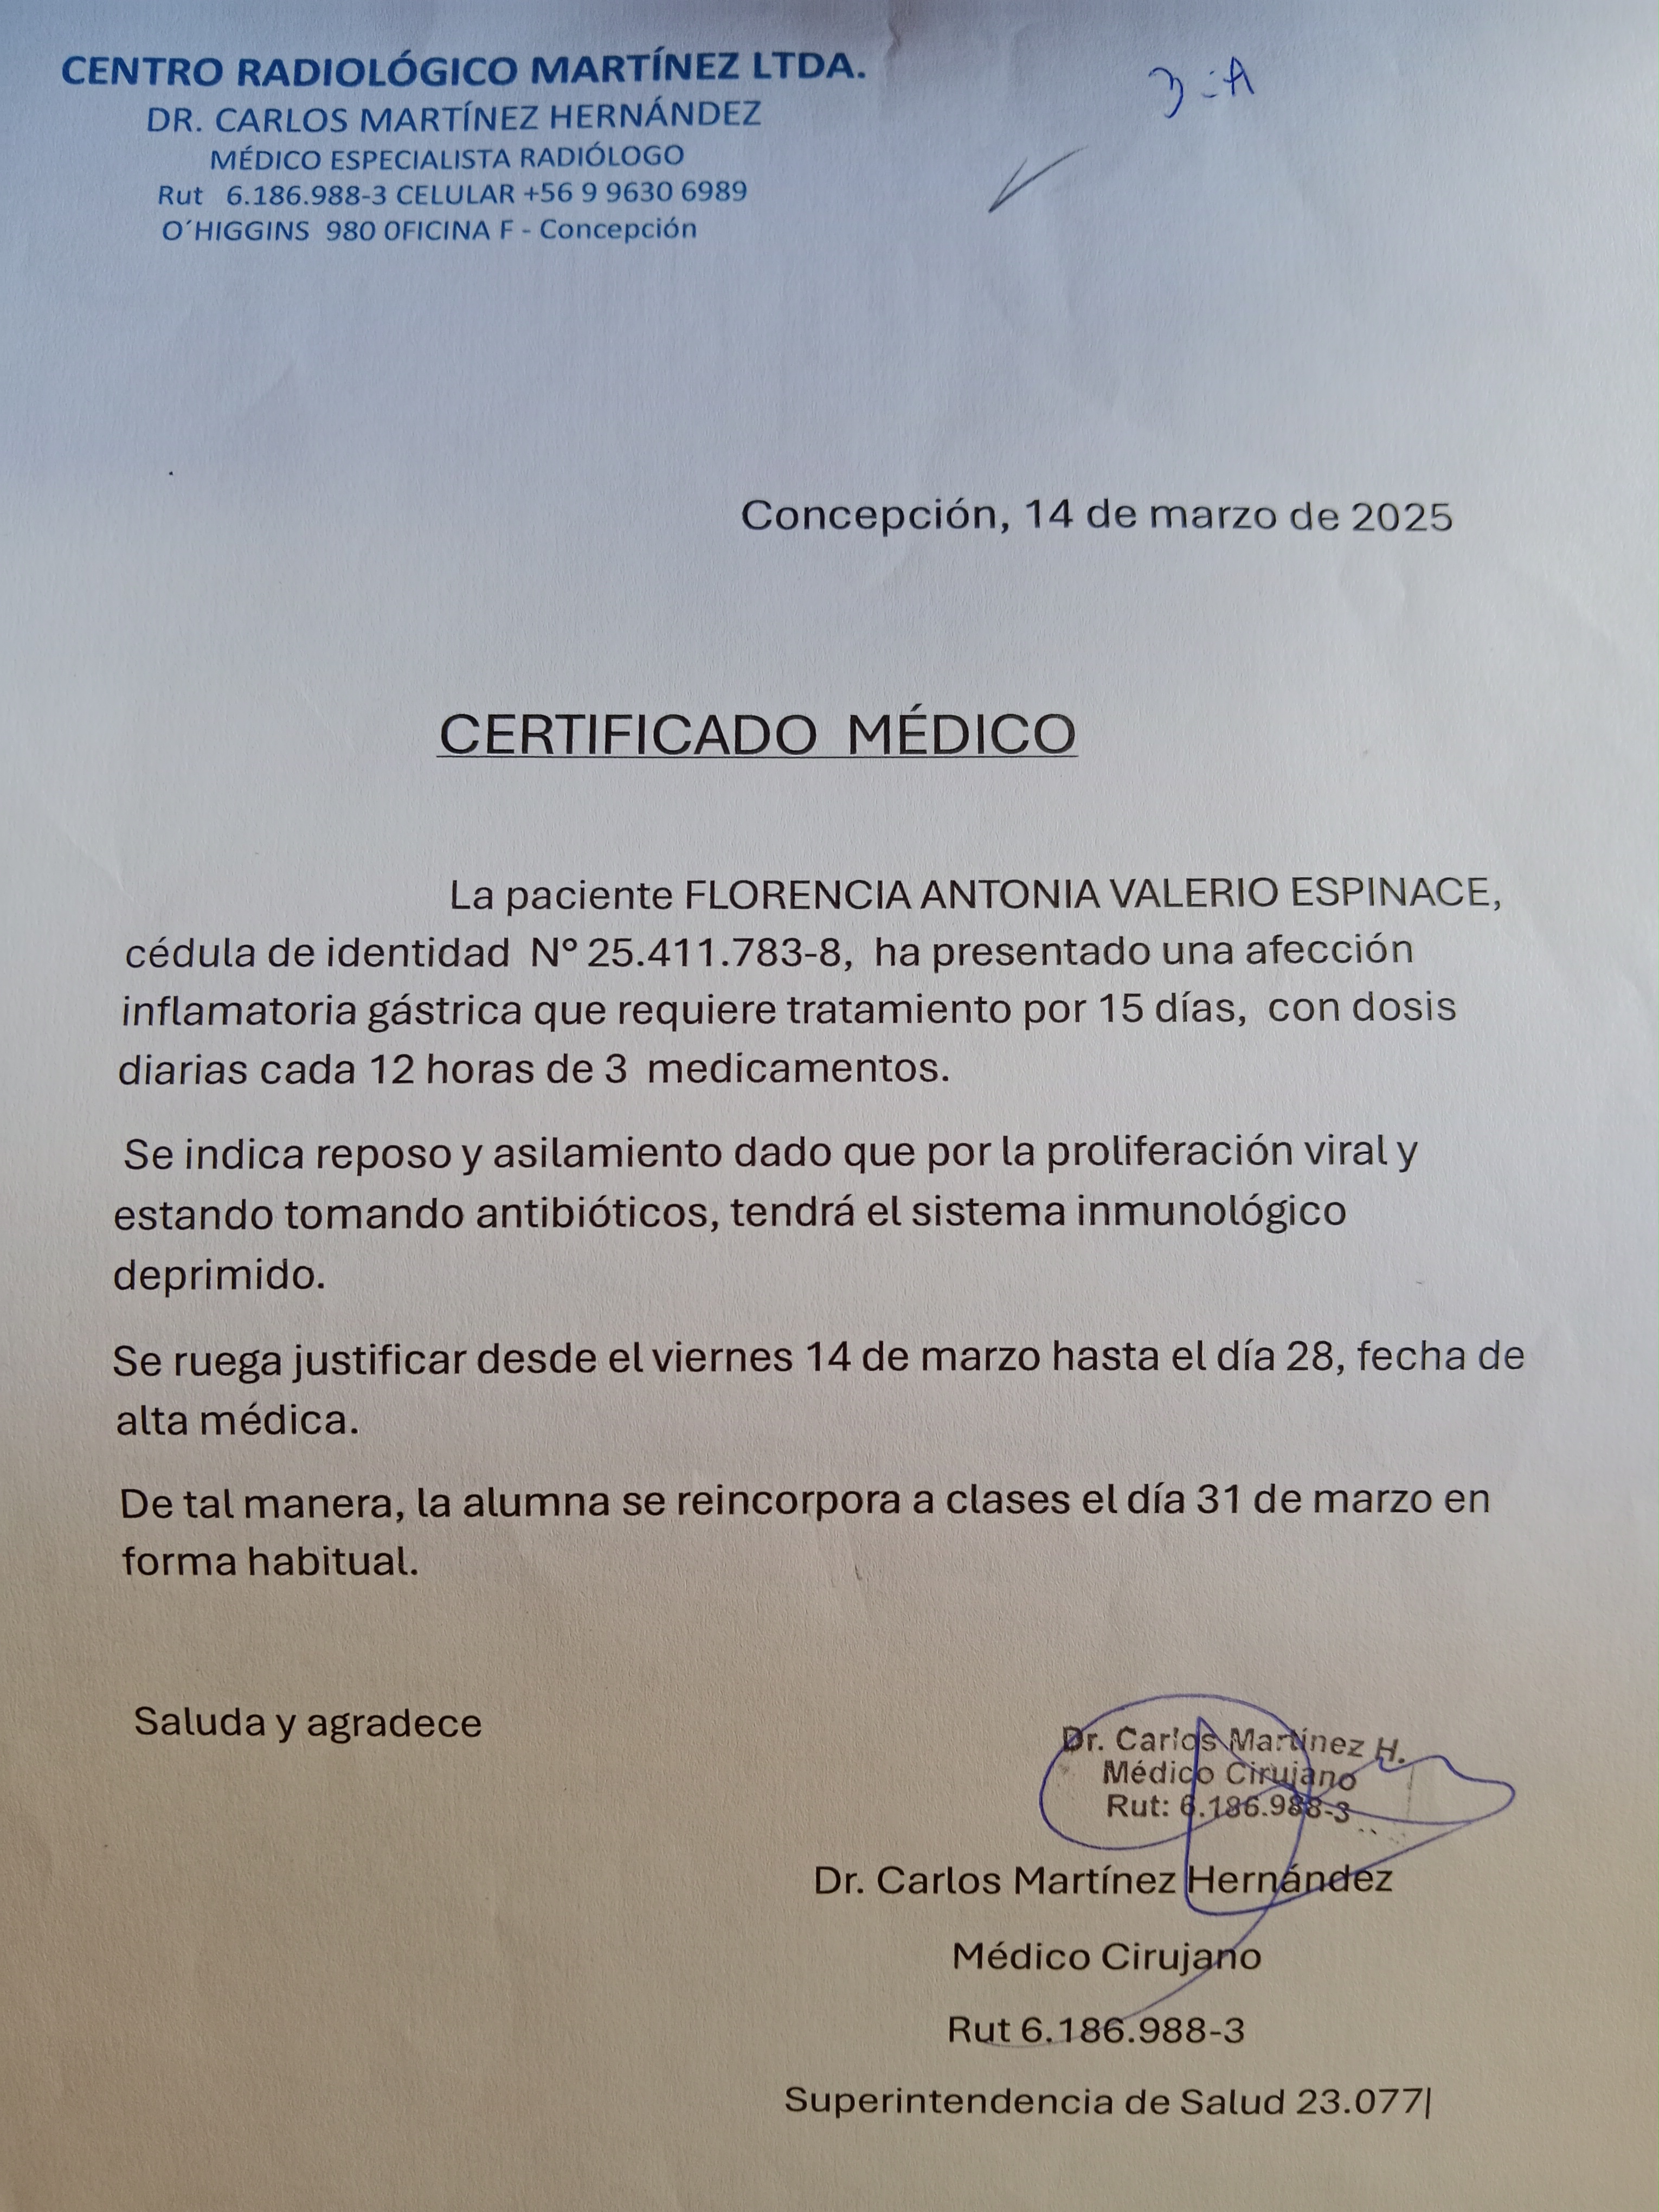 CENTRO RADIOLÓGICO MARTÍNEZ LTDA.
DR. CARLOS MARTÍNEZ HERNÁNDEZ
MÉDICO ESPECIALISTA RADIÓLOGO
Rut 6.186.988-3 CELULAR +56 9 9630 6989
O´HIGGINS 980 0FICINA F - Concepción
3-A
Concepción, 14 de marzo de 2025
CERTIFICADO MÉDICO
La paciente FLORENCIA ANTONIA VALERIO ESPINACE,
cédula de identidad N° 25.411.783-8, ha presentado una afección
inflamatoria gástrica que requiere tratamiento por 15 días, con dosis
diarias cada 12 horas de 3 medicamentos.
Se indica reposo y asilamiento dado que por la proliferación viral y
estando tomando antibióticos, tendrá el sistema inmunológico
deprimido.
Se ruega justificar desde el viernes 14 de marzo hasta el día 28, fecha de
alta médica.
De tal manera, la alumna se reincorpora a clases el día 31 de marzo en
forma habitual.
Saluda y agradece
Dr. Carlos Martínez H.
Médico Cirujano
Rut: 6.186.988-3
Dr. Carlos Martínez Hernández
Médico Cirujano
Rut 6.186.988-3
Superintendencia de Salud 23.077|